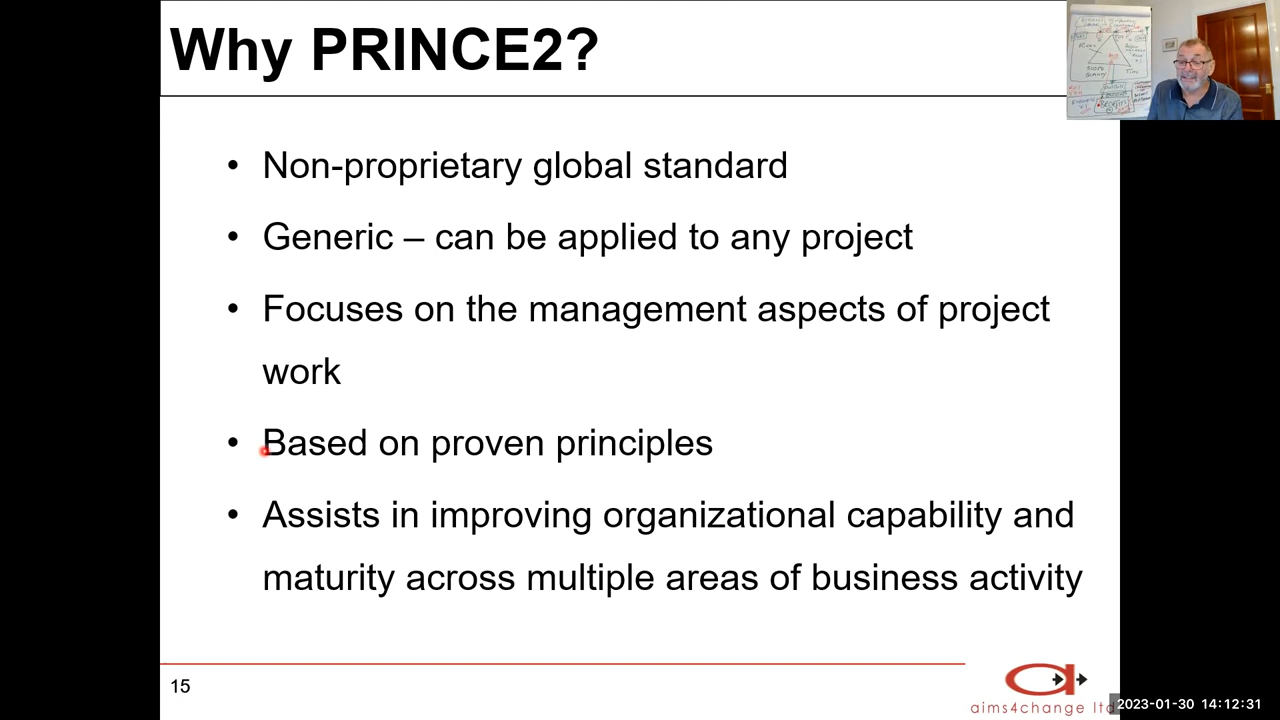 Why PRINCE2?
• Non-proprietary global standard
• Generic – can be applied to any project
• Focuses on the management aspects of project
work
• Based on proven principles
• Assists in improving organizational capability and
maturity across multiple areas of business activity
15
aims4change ltd
2023-01-30 14:12:31